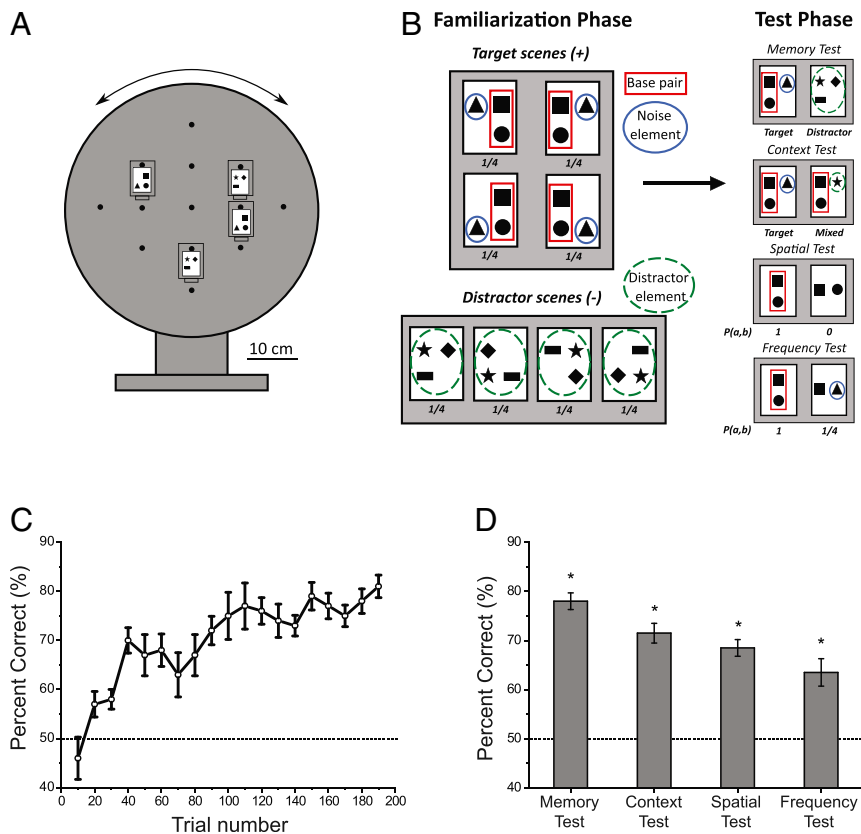 A
10 cm
B
Familiarization Phase
Target scenes (+)
1/4
1/4
1/4
1/4
Base pair
Noise
element
Distractor scenes (-)
Distractor
element
1/4
1/4
1/4
1/4
Test Phase
Memory Test
Target
Distractor
Context Test
Target
Mixed
Spatial Test
P(a,b)
1
0
Frequency Test
P(a,b)
1
1/4
C
Percent Correct (%)
90
80
70
60
50
40
0
20
40
60
80
100
120
140
160
180
200
Trial number
D
Percent Correct (%)
90
80
70
60
50
40
*
*
*
*
Memory
Test
Context
Test
Spatial
Test
Frequency
Test